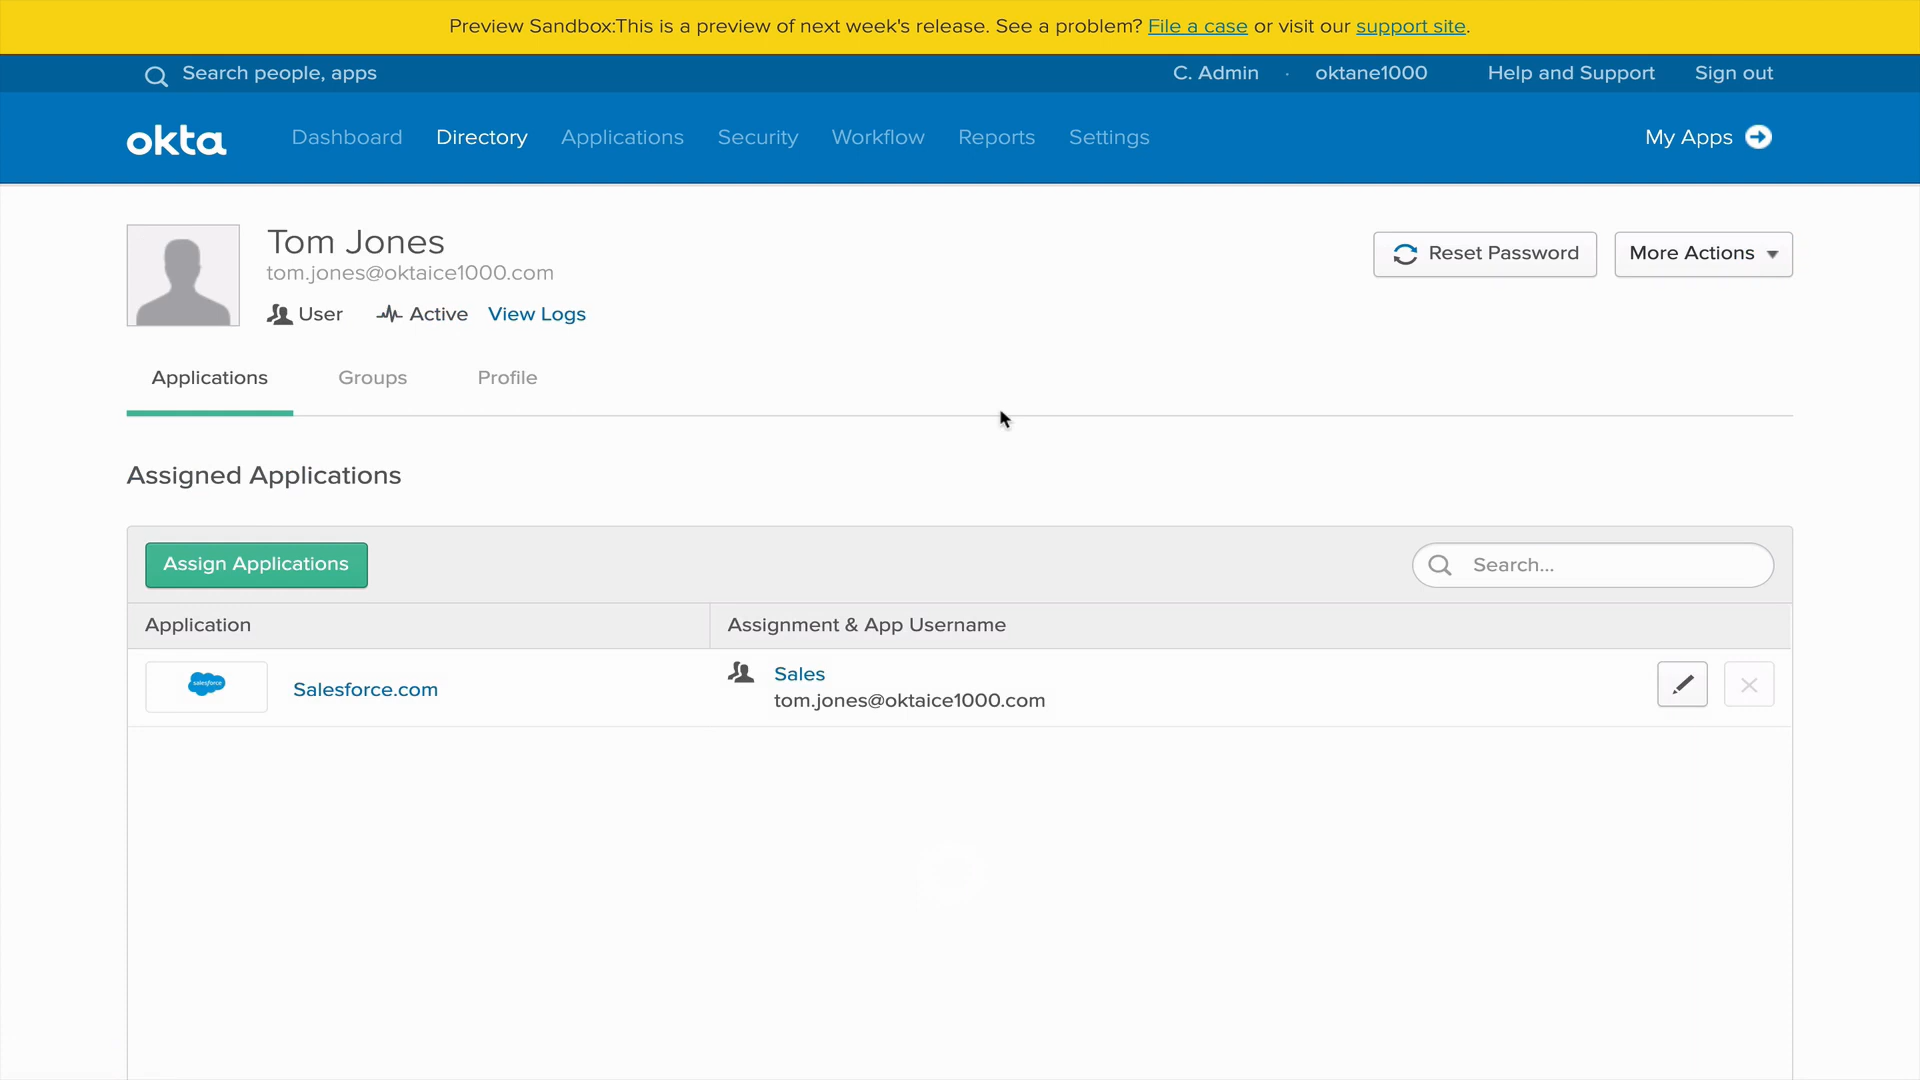 Preview Sandbox:This is a preview of next week's release. See a problem? File a case or visit our support site.
Search people, apps
C. Admin · oktane1000
Help and Support
Sign out
okta
Dashboard
Directory
Applications
Security
Workflow
Reports
Settings
My Apps
Tom Jones
tom.jones@oktaice1000.com
User
Active
View Logs
Reset Password
More Actions
Applications
Groups
Profile
Assigned Applications
Assign Applications
Search...
Application
Assignment & App Username
salesforce
Salesforce.com
Sales
tom.jones@oktaice1000.com